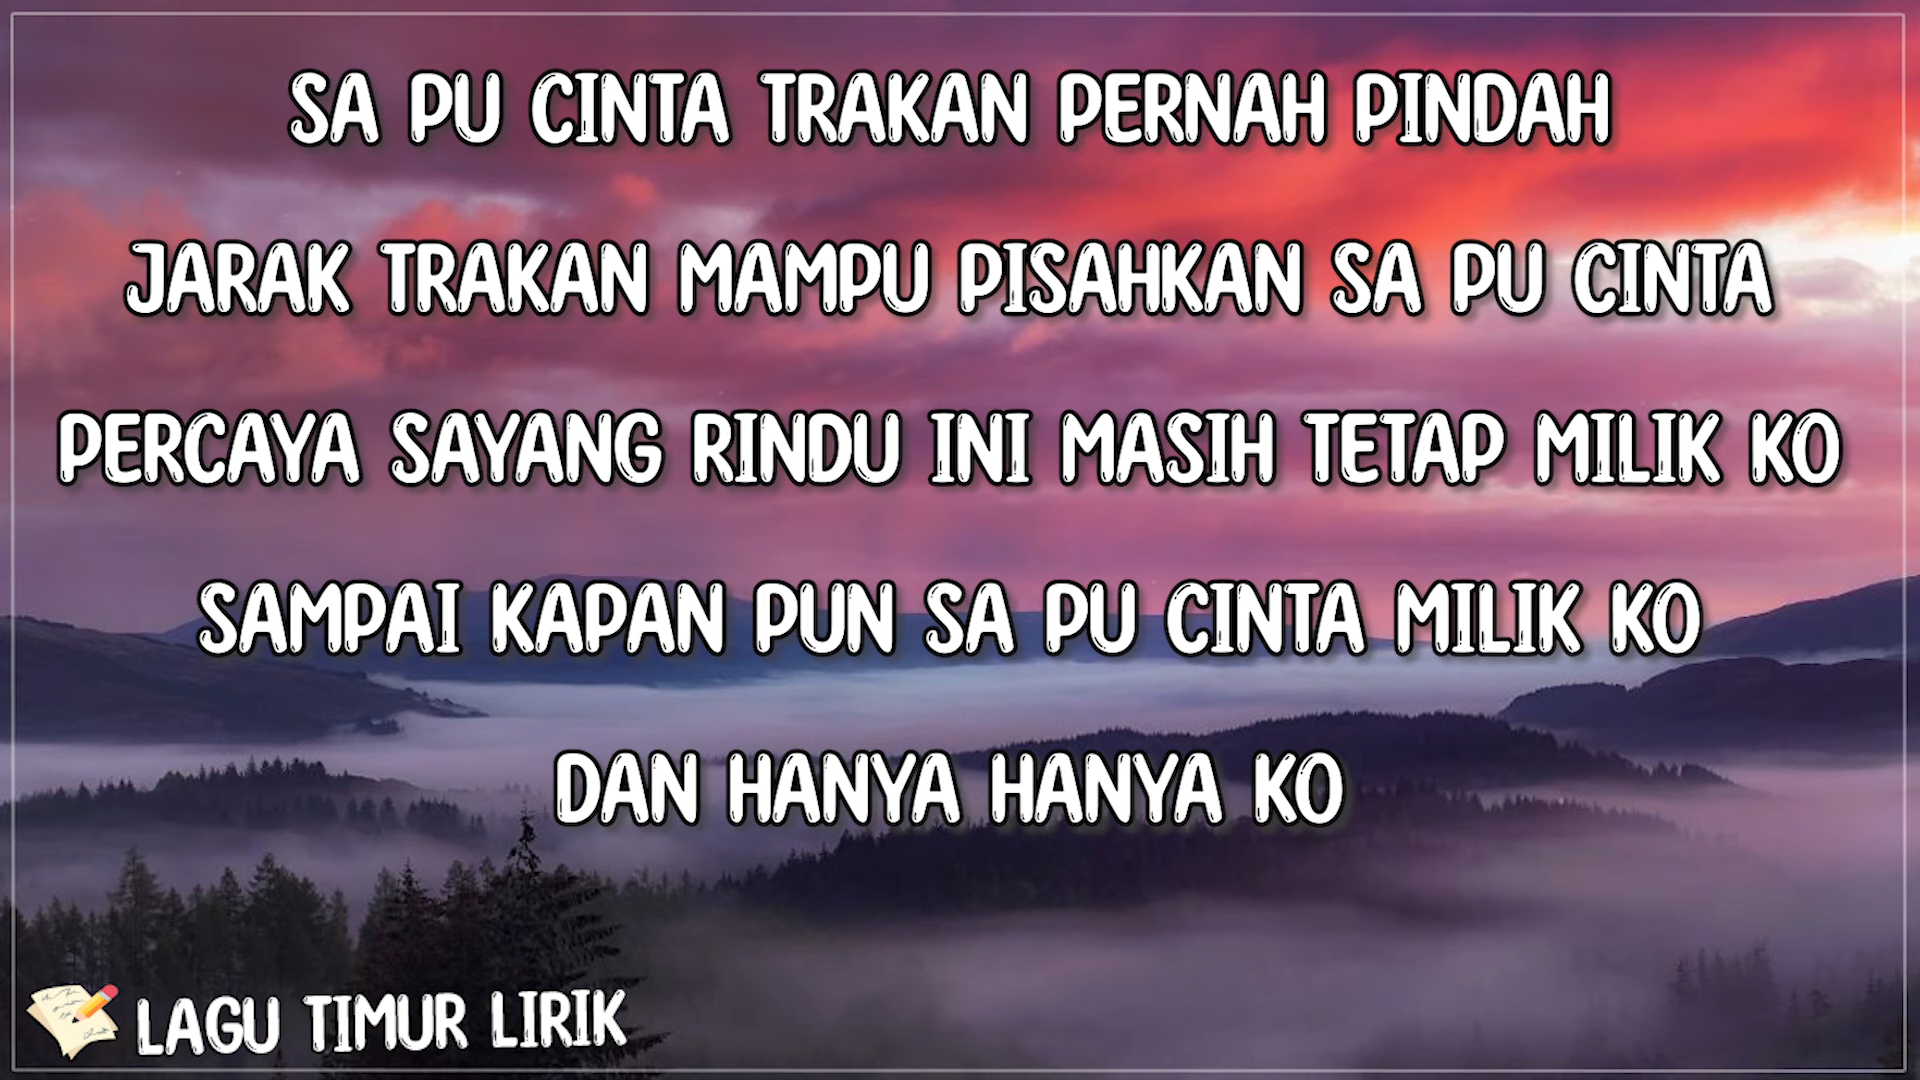 SA PU CINTA TRAKAN PERNAH PINDAH
JARAK TRAKAN MAMPU PISAHKAN SA PU CINTA
PERCAYA SAYANG RINDU INI MASIH TETAP MILIK KO
SAMPAI KAPAN PUN SA PU CINTA MILIK KO
DAN HANYA HANYA KO
LAGU TIMUR LIRIK